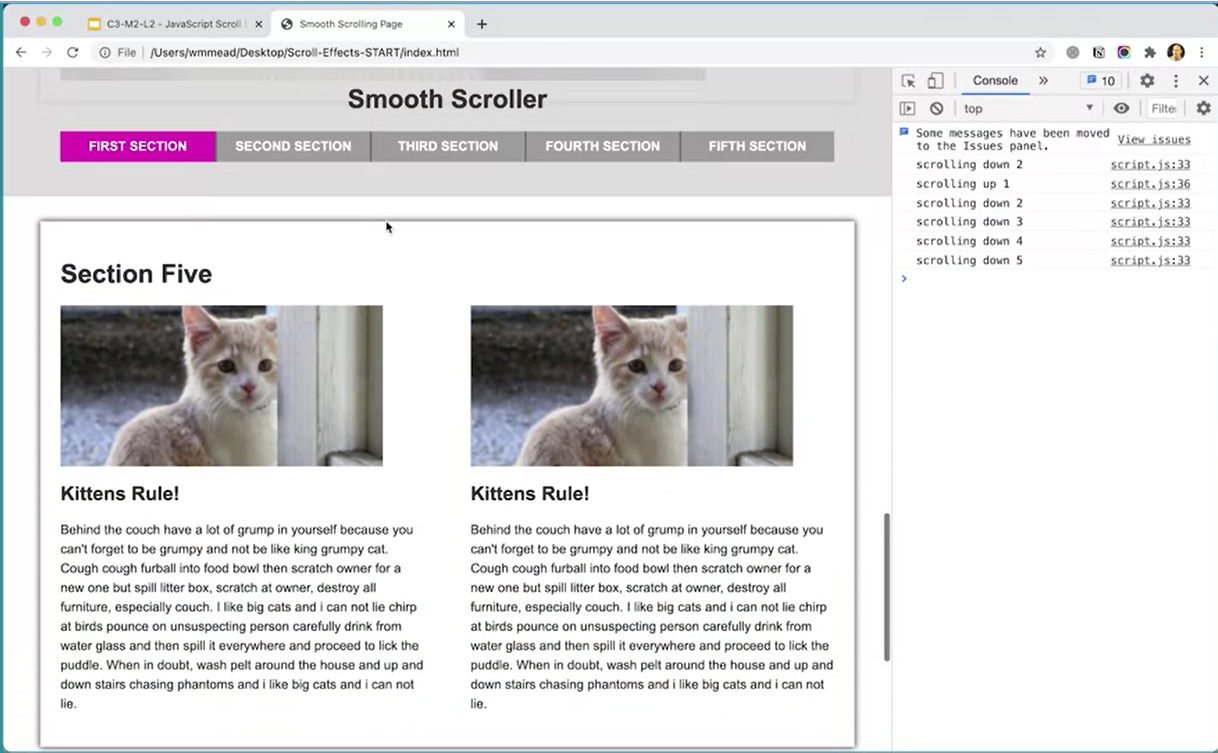 C3-M2-L2 - JavaScript Scroll
Smooth Scrolling Page
File
/Users/wmmead/Desktop/Scroll-Effects-START/index.html
Smooth Scroller
FIRST SECTION
SECOND SECTION
THIRD SECTION
FOURTH SECTION
FIFTH SECTION
Section Five
Kittens Rule!
Behind the couch have a lot of grump in yourself because you
can't forget to be grumpy and not be like king grumpy cat.
Cough cough furball into food bowl then scratch owner for a
new one but spill litter box, scratch at owner, destroy all
furniture, especially couch. I like big cats and i can not lie chirp
at birds pounce on unsuspecting person carefully drink from
water glass and then spill it everywhere and proceed to lick the
puddle. When in doubt, wash pelt around the house and up and
down stairs chasing phantoms and i like big cats and i can not
lie.
Kittens Rule!
Behind the couch have a lot of grump in yourself because you
can't forget to be grumpy and not be like king grumpy cat.
Cough cough furball into food bowl then scratch owner for a
new one but spill litter box, scratch at owner, destroy all
furniture, especially couch. I like big cats and i can not lie chirp
at birds pounce on unsuspecting person carefully drink from
water glass and then spill it everywhere and proceed to lick the
puddle. When in doubt, wash pelt around the house and up and
down stairs chasing phantoms and i like big cats and i can not
lie.
Console
10
top
Filte
Some messages have been moved
to the Issues panel.
View issues
scrolling down 2 script.js:33
scrolling up 1 script.js:36
scrolling down 2 script.js:33
scrolling down 3 script.js:33
scrolling down 4 script.js:33
scrolling down 5 script.js:33